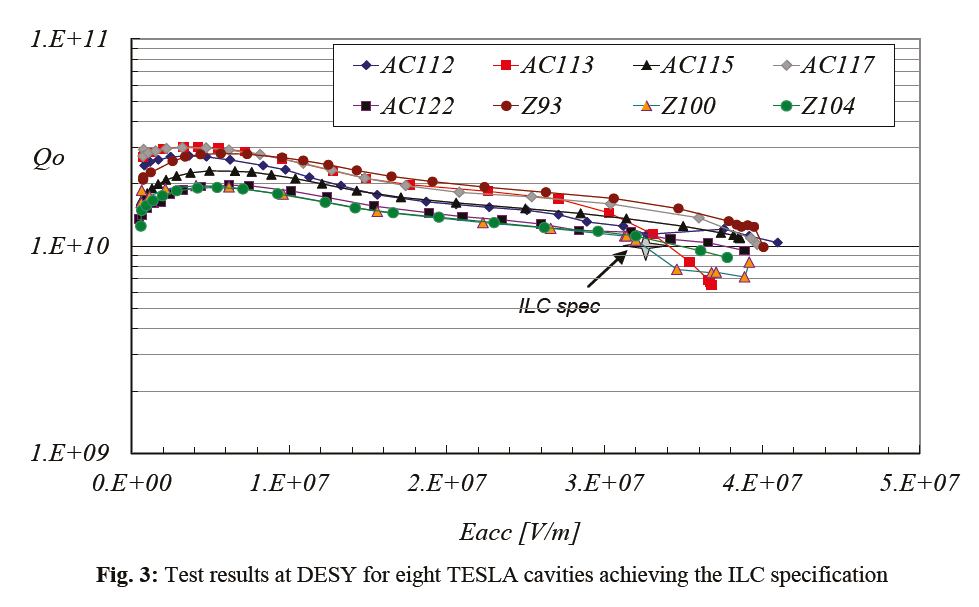 1.E+11
AC112 AC113 AC115 AC117
AC122 Z93 Z100 Z104
Qo
1.E+10
ILC spec
1.E+09
0.E+00 1.E+07 2.E+07 3.E+07 4.E+07 5.E+07
Eacc [V/m]
Fig. 3: Test results at DESY for eight TESLA cavities achieving the ILC specification